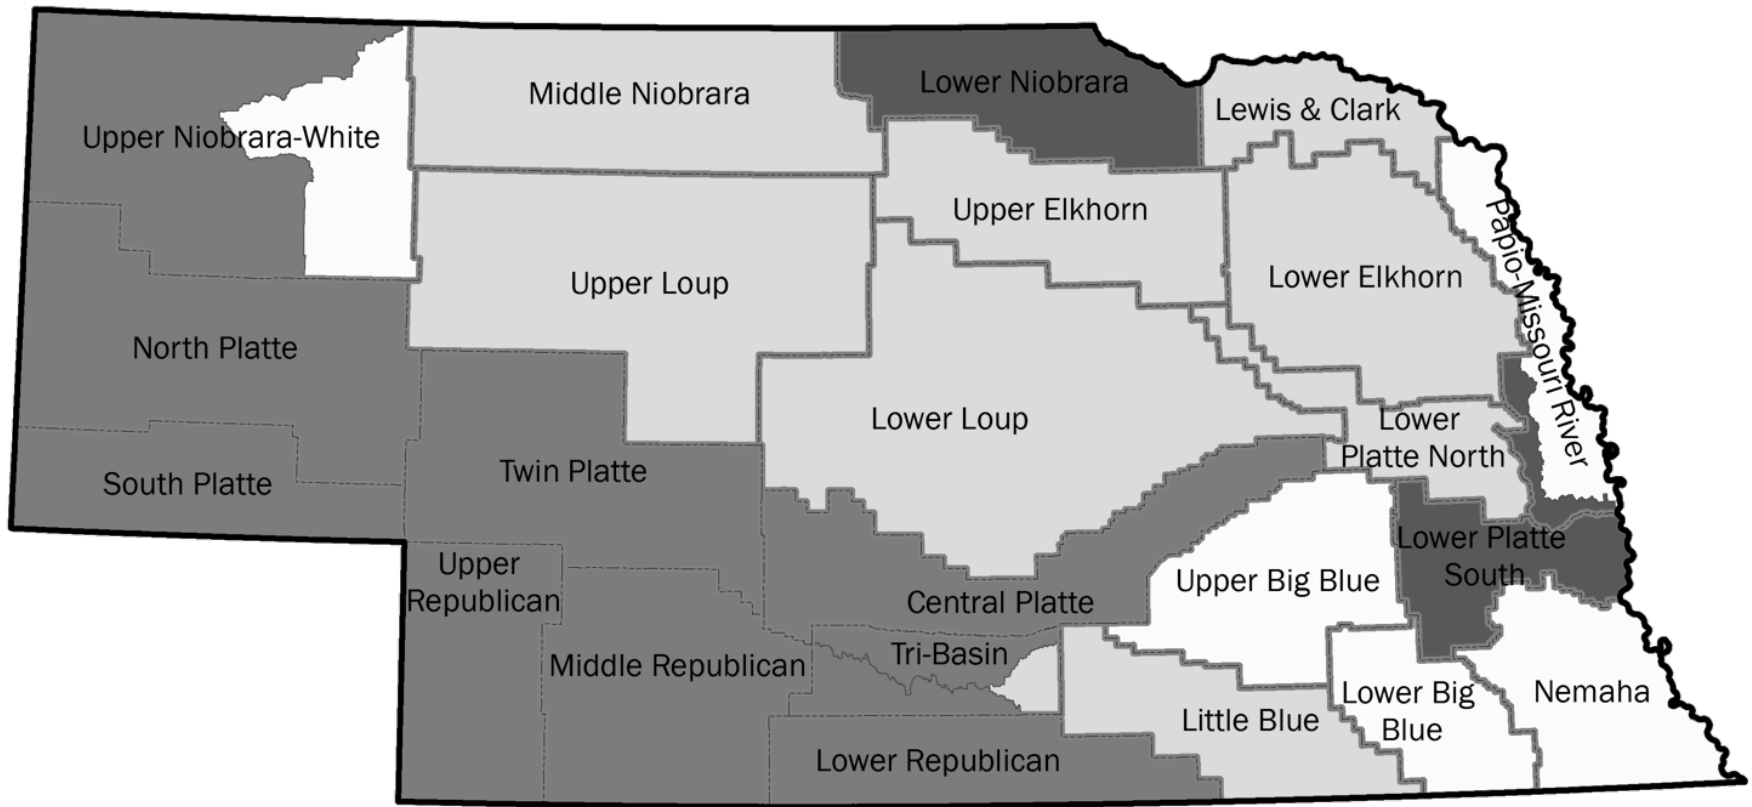 Lower Niobrara
Middle Niobrara
Lewis & Clark
Upper Niobrara-White
Upper Elkhorn
Papio-Missouri River
Lower Elkhorn
Upper Loup
North Platte
Lower Loup
Lower
Platte North
Twin Platte
South Platte
Lower Platte
South
Upper
Republican
Upper Big Blue
Central Platte
Tri-Basin
Middle Republican
Lower Big
Blue
Nemaha
Little Blue
Lower Republican